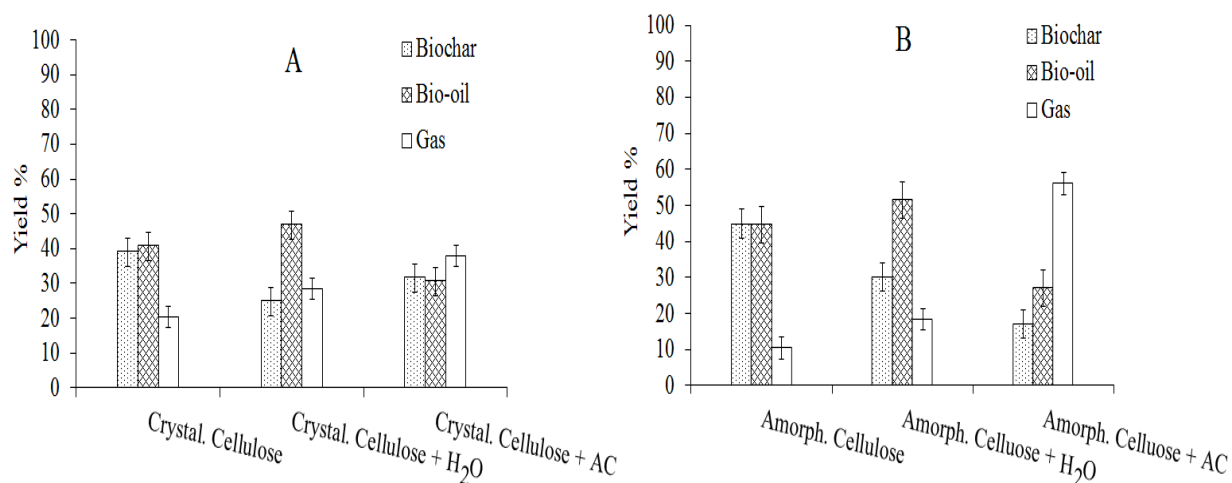 A
Biochar
Bio-oil
Gas
Yield %
100
90
80
70
60
50
40
30
20
10
0
Crystal. Cellulose
Crystal. Cellulose + H₂O
Crystal. Cellulose + AC
B
Biochar
Bio-oil
Gas
Yield %
100
90
80
70
60
50
40
30
20
10
0
Amorph. Cellulose
Amorph. Celluose + H₂O
Amorph. Celluose + AC